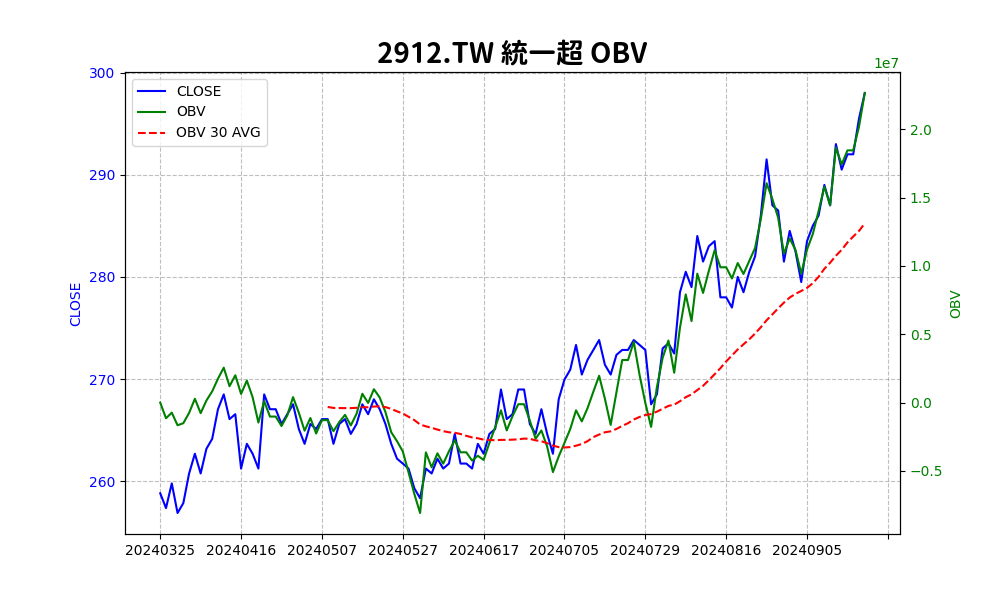 2912.TW 統一超 OBV
1e7
CLOSE
OBV
OBV 30 AVG
300
290
280
270
260
CLOSE
2.0
1.5
1.0
0.5
0.0
−0.5
OBV
20240325 20240416 20240507 20240527 20240617 20240705 20240729 20240816 20240905